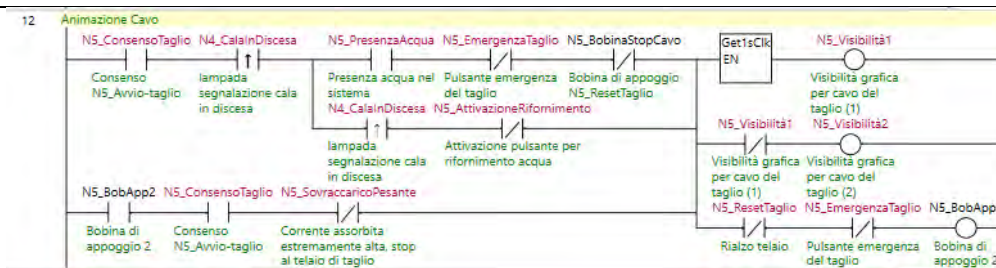 12
Animazione Cavo
N5_ConsensoTaglio N4_CalaInDiscesa N5_PresenzaAcqua N5_EmergenzaTaglio N5_BobinaStopCavo N5_Visibilità1
Get1sClk
EN
Consenso
N5_Avvio-taglio
lampada
segnalazione cala
in discesa
Presenza acqua nel
sistema
Pulsante emergenza
del taglio
Bobina di appoggio
N5_ResetTaglio
Visibilità grafica
per cavo del
taglio (1)
N4_CalaInDiscesa N5_AttivazioneRifornimento
lampada
segnalazione cala
in discesa
Attivazione pulsante per
rifornimento acqua
N5_Visibilità1 N5_Visibilità2
Visibilità grafica
per cavo del
taglio (1)
Visibilità grafica
per cavo del
taglio (2)
N5_BobApp2 N5_ConsensoTaglio N5_SovraccaricoPesante
Bobina di
appoggio 2
Consenso
N5_Avvio-taglio
Corrente assorbita
estremamente alta, stop
al telaio di taglio
N5_ResetTaglio N5_EmergenzaTaglio N5_BobApp
Rialzo telaio
Pulsante emergenza
del taglio
Bobina di
appoggio 2